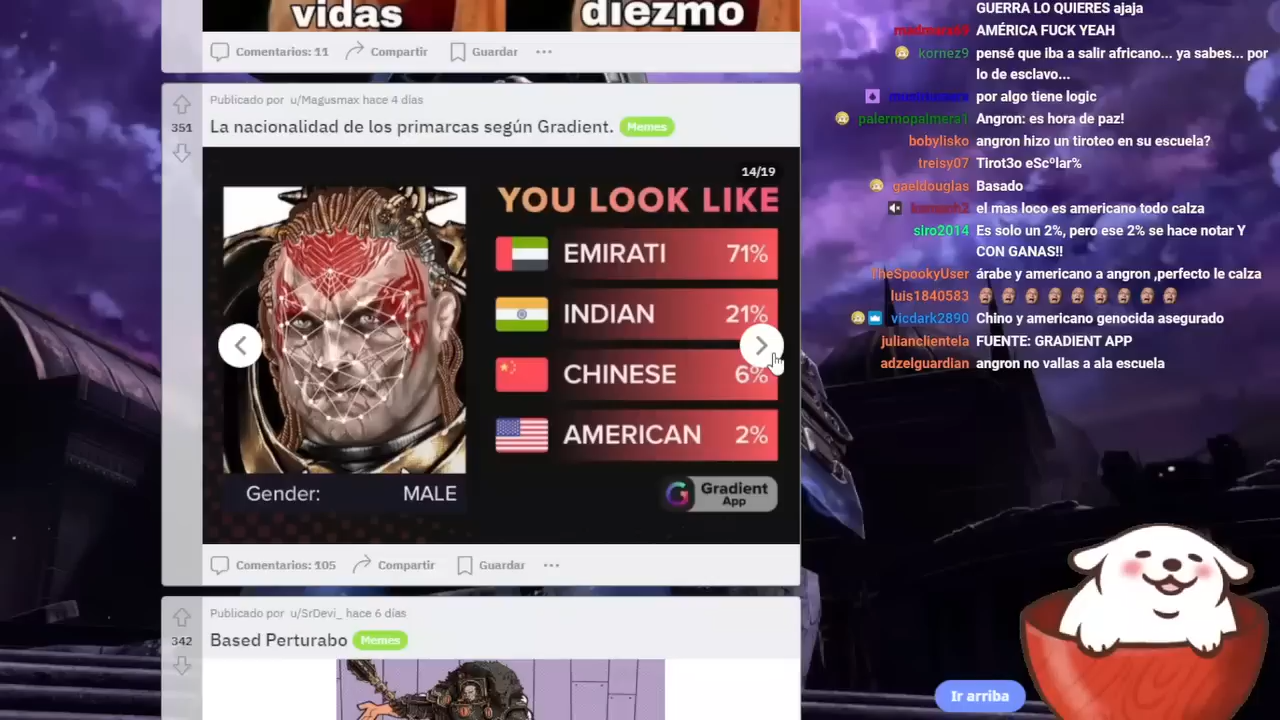 vidas
diezmo
Comentarios: 11 Compartir Guardar
Publicado por u/Magusmax hace 4 días
351
La nacionalidad de los primarcas según Gradient. Memes
14/19
YOU LOOK LIKE
EMIRATI 71%
INDIAN 21%
CHINESE 6%
AMERICAN 2%
Gender: MALE
Gradient
App
Comentarios: 105 Compartir Guardar
Publicado por u/SrDevi_ hace 6 días
342
Based Perturabo Memes
GUERRA LO QUIERES ajaja
AMÉRICA FUCK YEAH
kornez9 pensé que iba a salir africano... ya sabes... por
lo de esclavo...
por algo tiene logic
palermopalmera1 Angron: es hora de paz!
bobylisko angron hizo un tiroteo en su escuela?
treisy07 Tirot3o eScºlar%
gaeldouglas Basado
el mas loco es americano todo calza
siro2014 Es solo un 2%, pero ese 2% se hace notar Y
CON GANAS!!
TheSpookyUser árabe y americano a angron ,perfecto le calza
luis1840583
vicdark2890 Chino y americano genocida asegurado
julianclientela FUENTE: GRADIENT APP
adzelguardian angron no vallas a ala escuela
Ir arriba